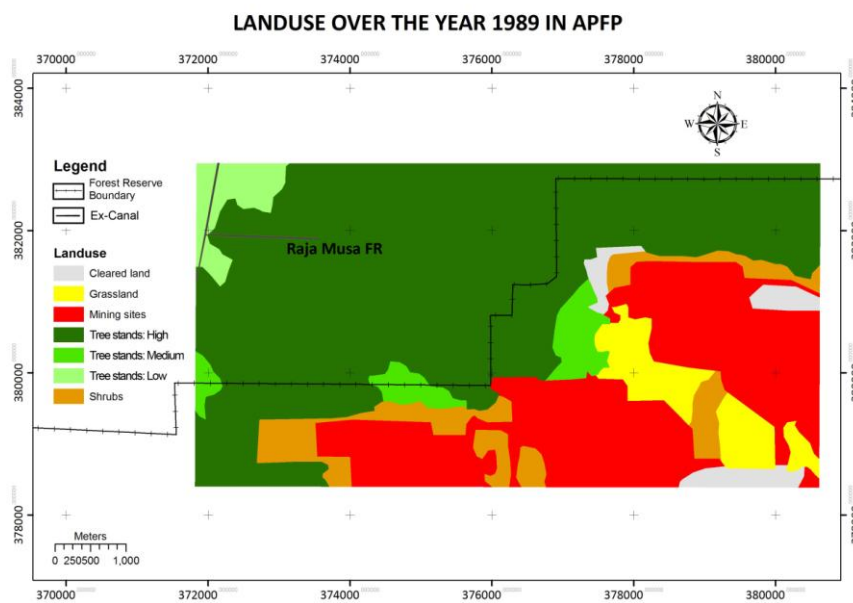 LANDUSE OVER THE YEAR 1989 IN APFP
370000 372000 374000 376000 378000 380000
384000
382000
380000
378000
N
W E
S
Legend
Forest Reserve
Boundary
Ex-Canal
Landuse
Cleared land
Grassland
Mining sites
Tree stands: High
Tree stands: Medium
Tree stands: Low
Shrubs
Raja Musa FR
Meters
0 250500 1,000
370000 372000 374000 376000 378000 380000